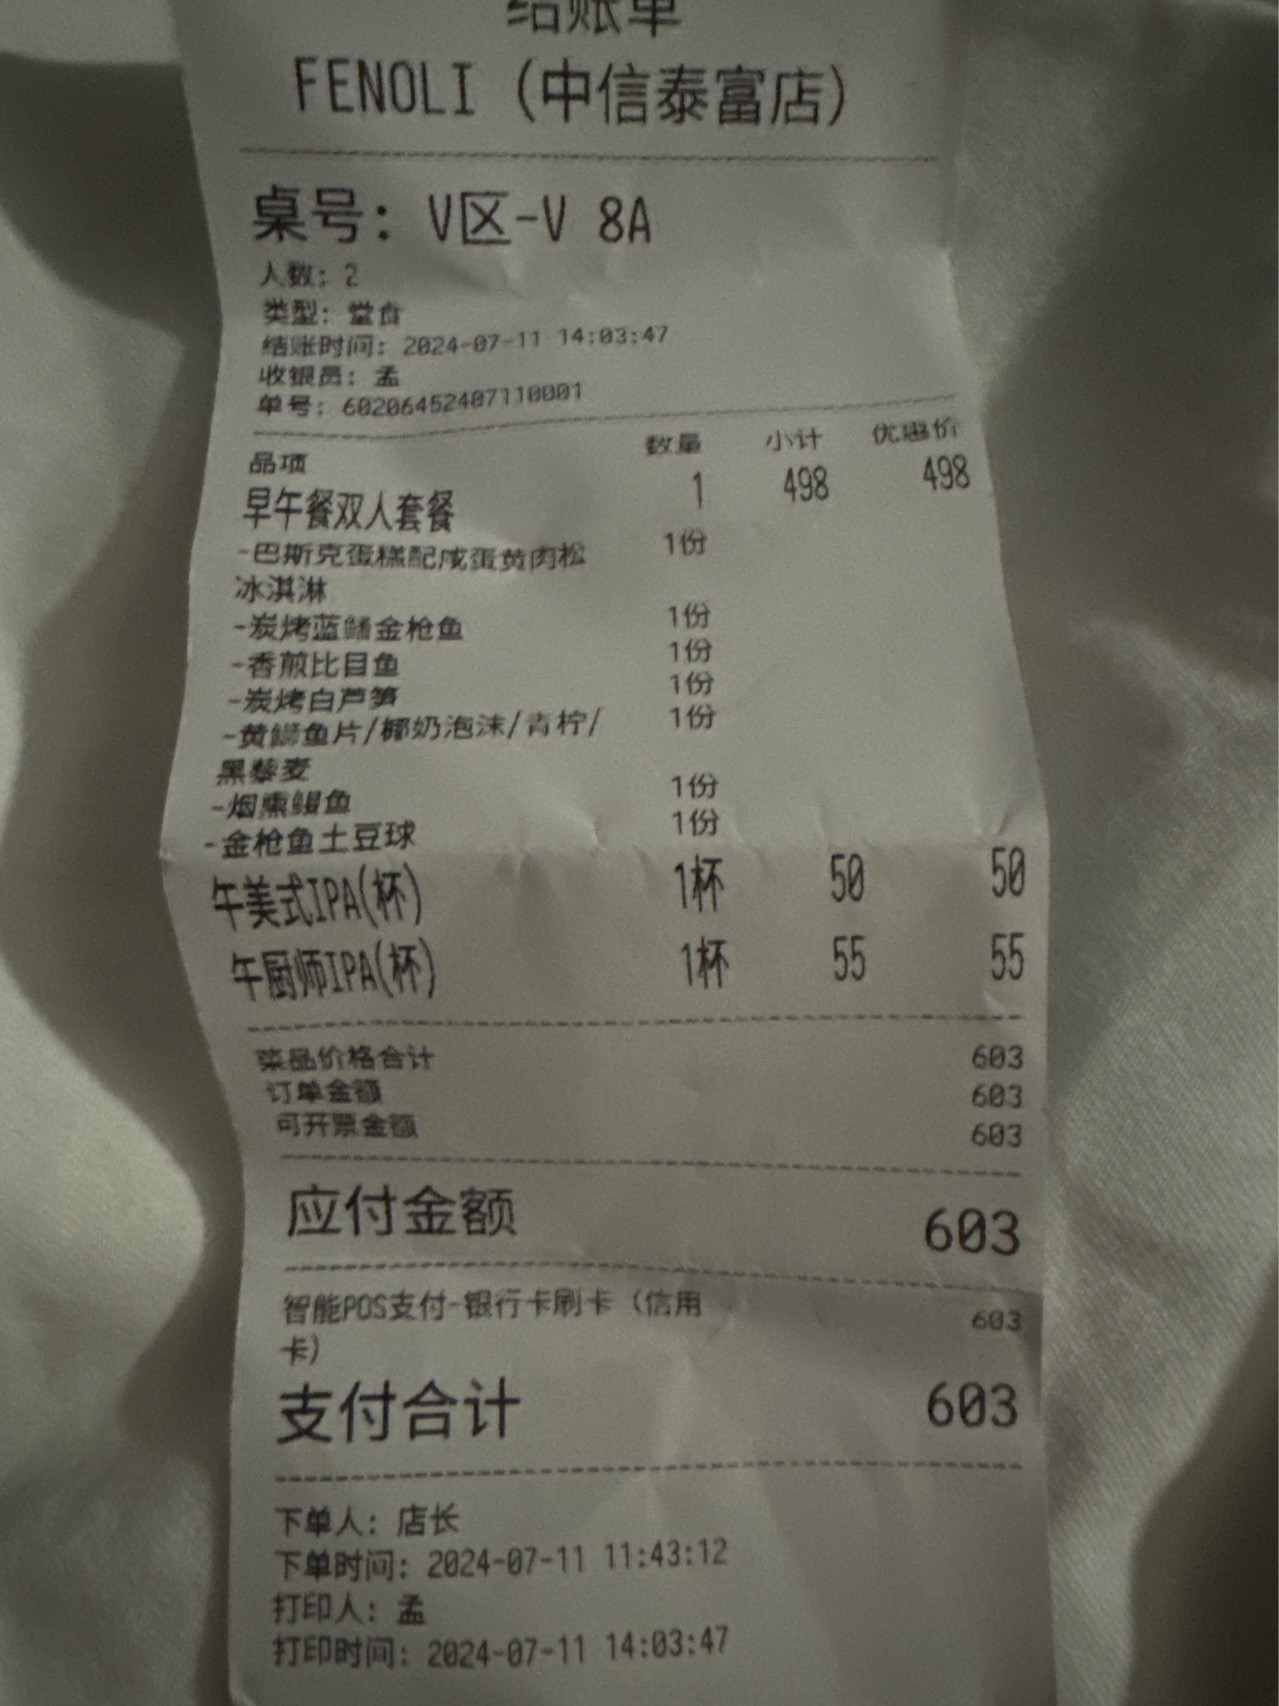 结账单
FENOLI（中信泰富店）
桌号：V区-V 8A
人数：2
类型：堂食
结账时间：2024-07-11 14:03:47
收银员：孟
单号：60206452407110001
品项 数量 小计 优惠价
早午餐双人套餐 1 498 498
-巴斯克蛋糕配咸蛋黄肉松 1份
冰淇淋
-炭烤蓝鳍金枪鱼 1份
-香煎比目鱼 1份
-炭烤白芦笋 1份
-黄鰤鱼片/椰奶泡沫/青柠/ 1份
黑藜麦
-烟熏鳗鱼 1份
-金枪鱼土豆球 1份
午美式IPA(杯) 1杯 50 50
午厨师IPA(杯) 1杯 55 55
菜品价格合计 603
订单金额 603
可开票金额 603
应付金额 603
智能POS支付-银行卡刷卡（信用 603
卡）
支付合计 603
下单人：店长
下单时间：2024-07-11 11:43:12
打印人：孟
打印时间：2024-07-11 14:03:47